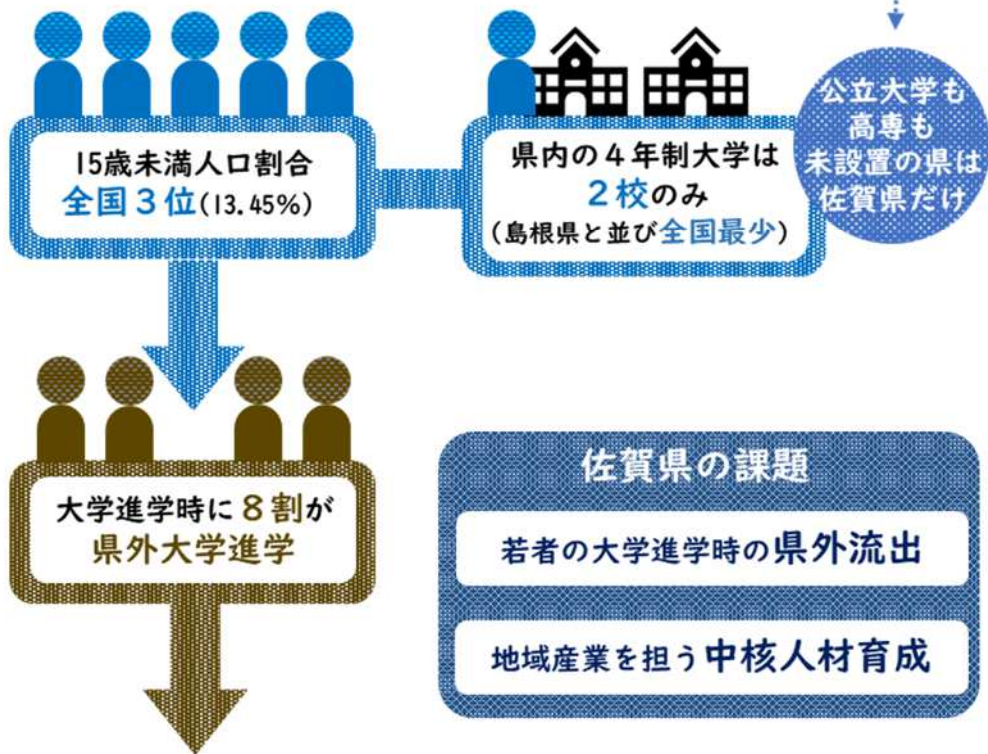 15歳未満人口割合
全国3位(13.45%)
県内の4年制大学は
2校のみ
(島根県と並び全国最少)
公立大学も
高専も
未設置の県は
佐賀県だけ
大学進学時に8割が
県外大学進学
佐賀県の課題
若者の大学進学時の県外流出
地域産業を担う中核人材育成